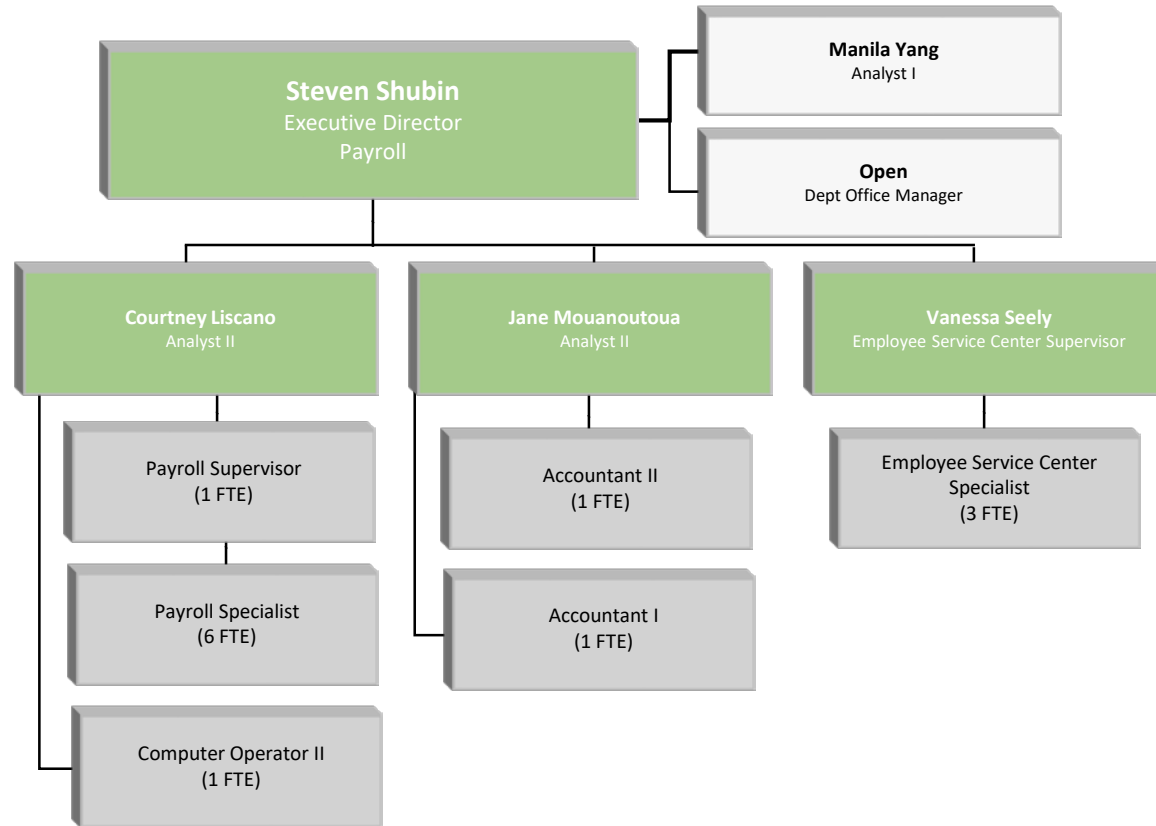 Steven Shubin
Executive Director
Payroll
Manila Yang
Analyst I
Open
Dept Office Manager
Courtney Liscano
Analyst II
Jane Mouanoutoua
Analyst II
Vanessa Seely
Employee Service Center Supervisor
Payroll Supervisor
(1 FTE)
Payroll Specialist
(6 FTE)
Computer Operator II
(1 FTE)
Accountant II
(1 FTE)
Accountant I
(1 FTE)
Employee Service Center
Specialist
(3 FTE)